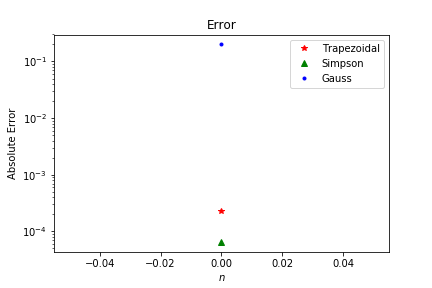 Error
Trapezoidal
Simpson
Gauss
Absolute Error
10⁻¹
10⁻²
10⁻³
10⁻⁴
−0.04
−0.02
0.00
0.02
0.04
n